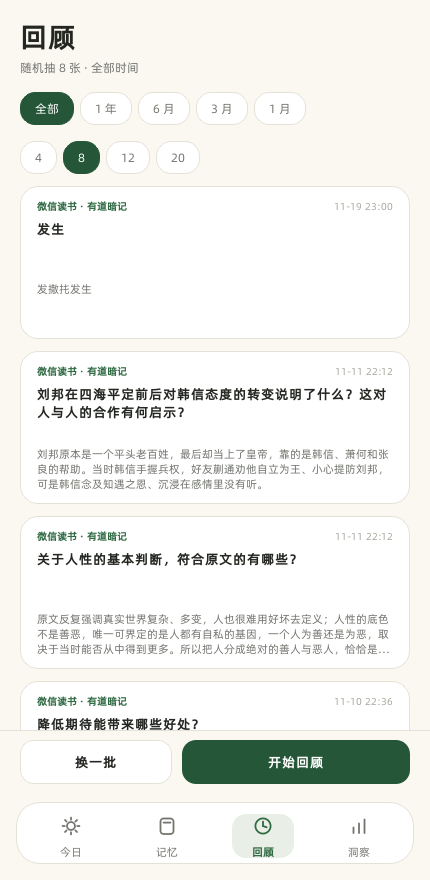 回顾
随机抽 8 张 · 全部时间
全部 1 年 6 月 3 月 1 月
4 8 12 20
微信读书 · 有道暗记 11-19 23:00
发生
发撒托发生
微信读书 · 有道暗记 11-11 22:12
刘邦在四海平定前后对韩信态度的转变说明了什么？这对
人与人的合作有何启示？
刘邦原本是一个平头老百姓，最后却当上了皇帝，靠的是韩信、萧何和张
良的帮助。当时韩信手握兵权，好友蒯通劝他自立为王、小心提防刘邦，
可是韩信念及知遇之恩、沉浸在感情里没有听。
微信读书 · 有道暗记 11-11 22:12
关于人性的基本判断，符合原文的有哪些？
原文反复强调真实世界复杂、多变，人也很难用好坏去定义；人性的底色
不是善恶，唯一可界定的是人都有自私的基因，一个人为善还是为恶，取
决于当时能否从中得到更多。所以把人分成绝对的善人与恶人，恰恰是...
微信读书 · 有道暗记 11-10 22:36
降低期待能带来哪些好处？
换一批 开始回顾
今日 记忆 回顾 洞察